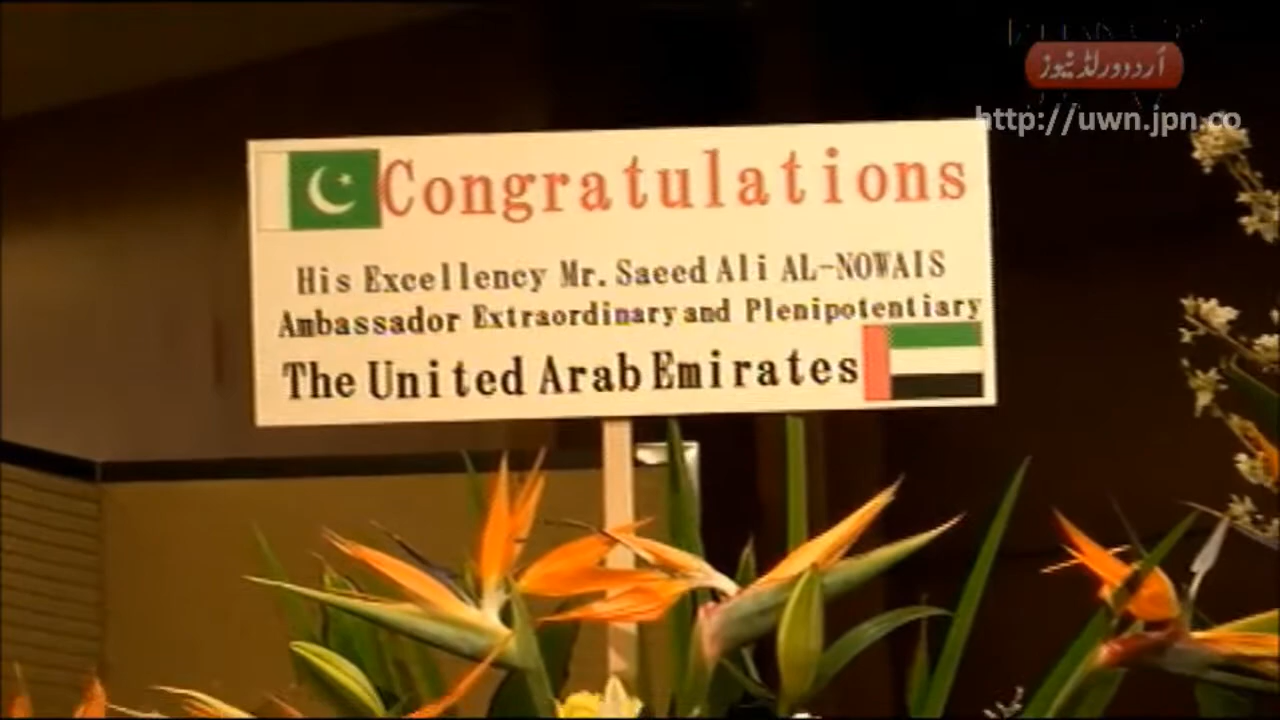 اُردو ورلڈ نیوز
http://uwn.jpn.co
Congratulations
His Excellency Mr. Saeed Ali AL-NOWAIS
Ambassador Extraordinary and Plenipotentiary
The United Arab Emirates